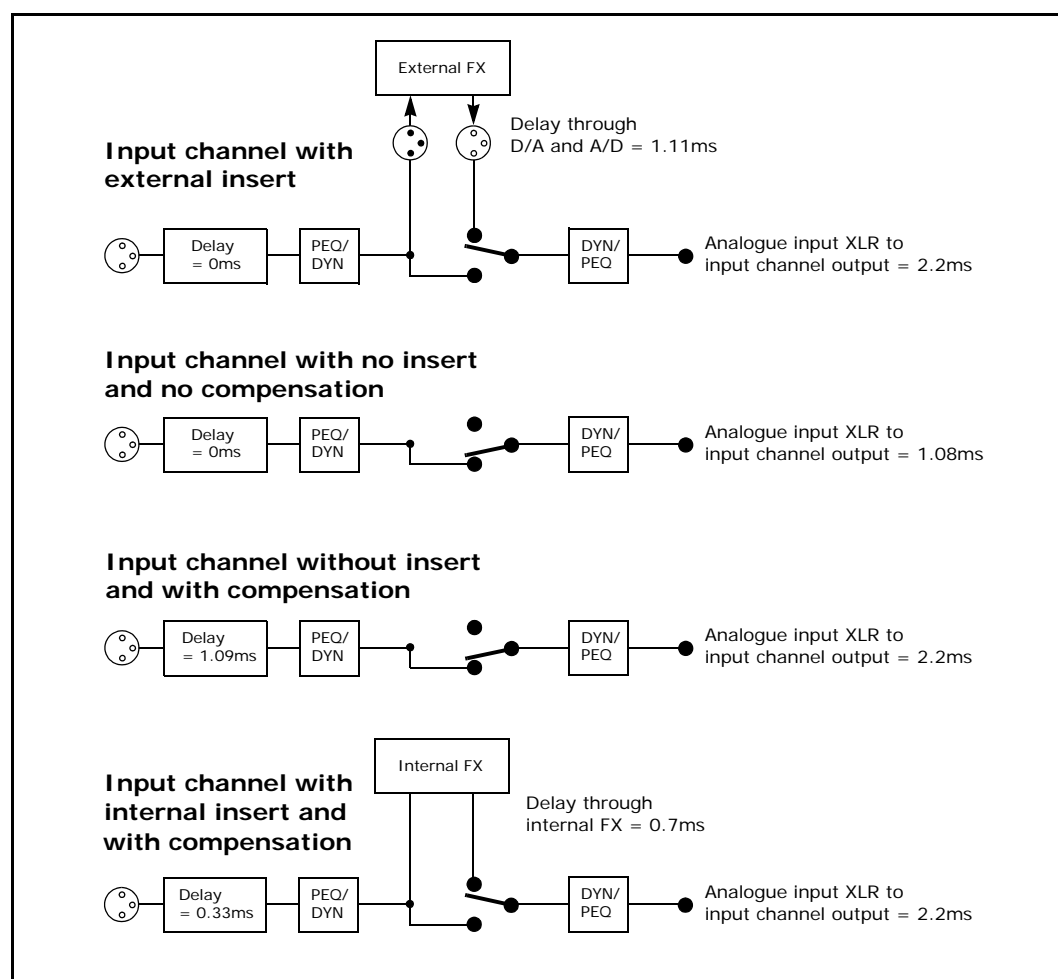 External FX
Delay through
D/A and A/D = 1.11ms
Input channel with
external insert
Delay
= 0ms
PEQ/
DYN
DYN/
PEQ
Analogue input XLR to
input channel output = 2.2ms
Input channel with no insert
and no compensation
Delay
= 0ms
PEQ/
DYN
DYN/
PEQ
Analogue input XLR to
input channel output = 1.08ms
Input channel without insert
and with compensation
Delay
= 1.09ms
PEQ/
DYN
DYN/
PEQ
Analogue input XLR to
input channel output = 2.2ms
Internal FX
Input channel with
internal insert and
with compensation
Delay through
internal FX = 0.7ms
Delay
= 0.33ms
PEQ/
DYN
DYN/
PEQ
Analogue input XLR to
input channel output = 2.2ms